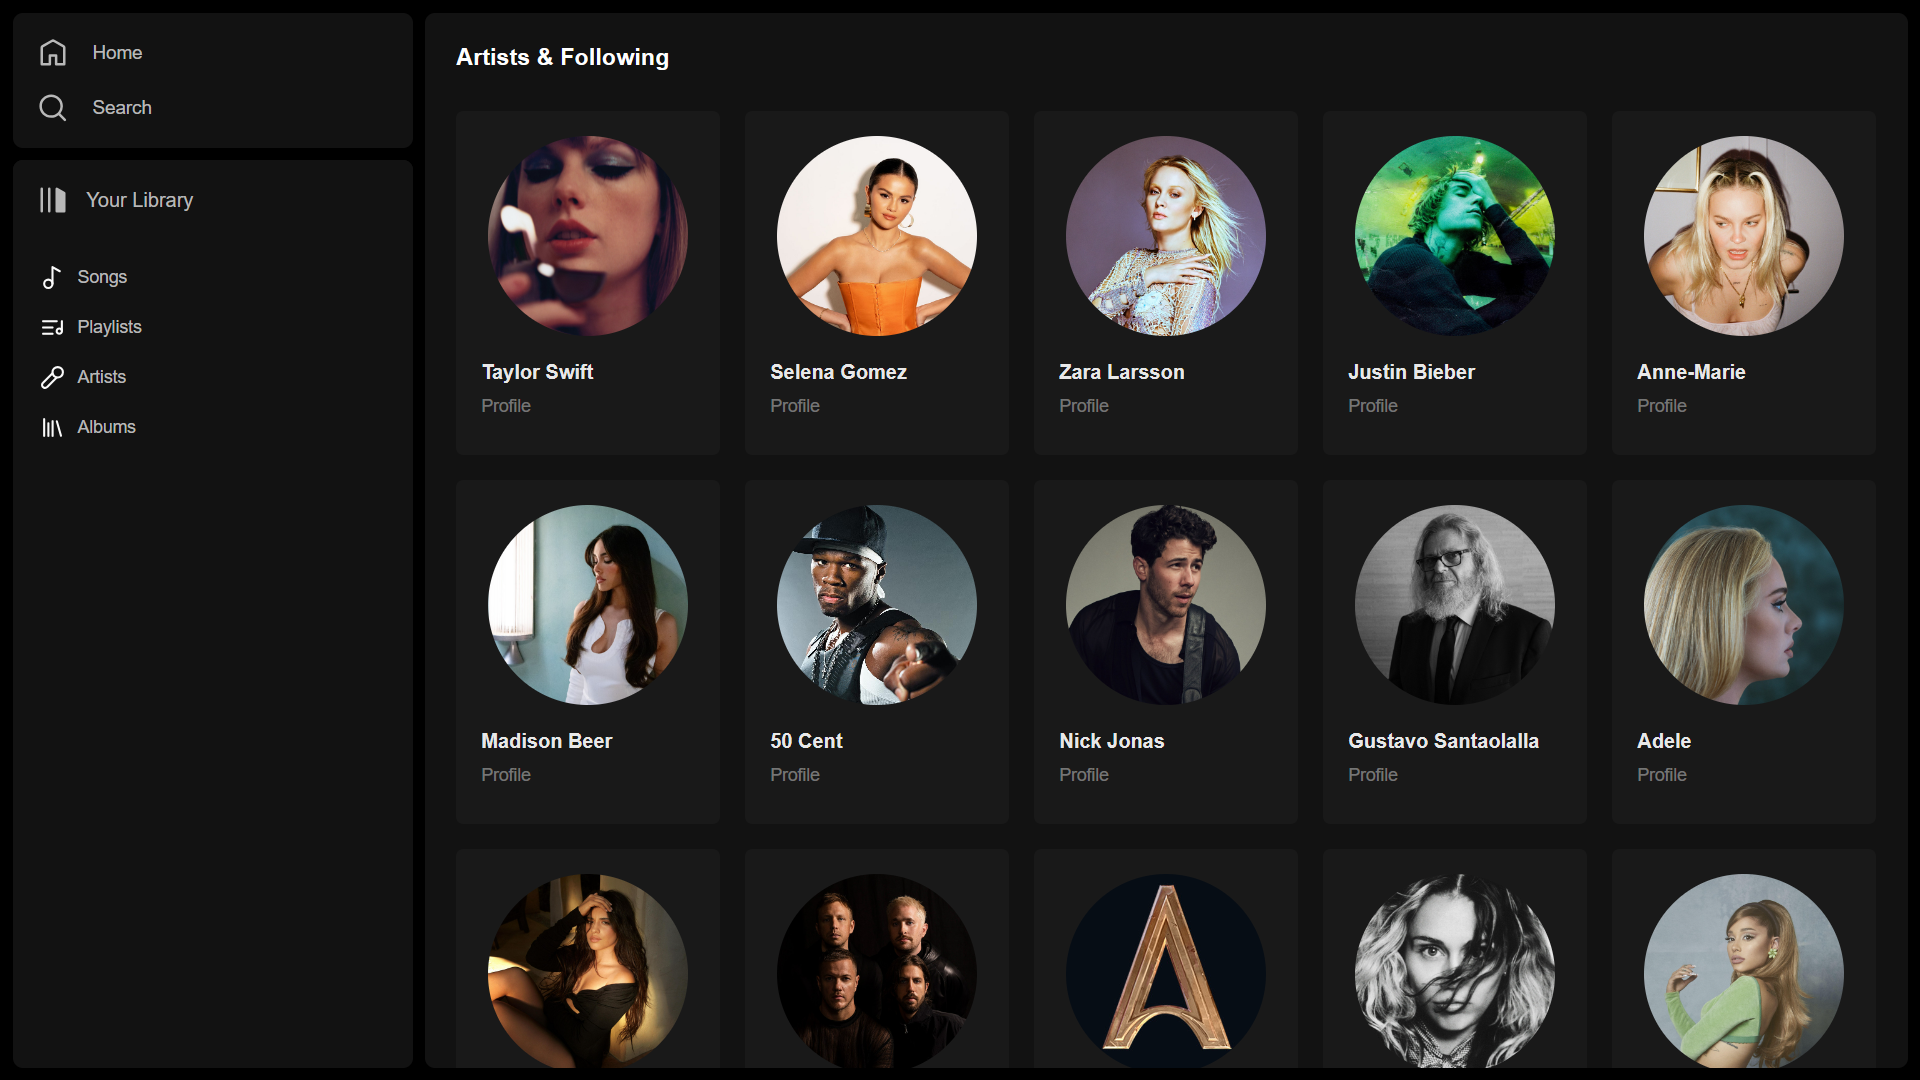 Home
Search
Your Library
Songs
Playlists
Artists
Albums
Artists & Following
Taylor Swift
Profile
Selena Gomez
Profile
Zara Larsson
Profile
Justin Bieber
Profile
Anne-Marie
Profile
Madison Beer
Profile
50 Cent
Profile
Nick Jonas
Profile
Gustavo Santaolalla
Profile
Adele
Profile
A